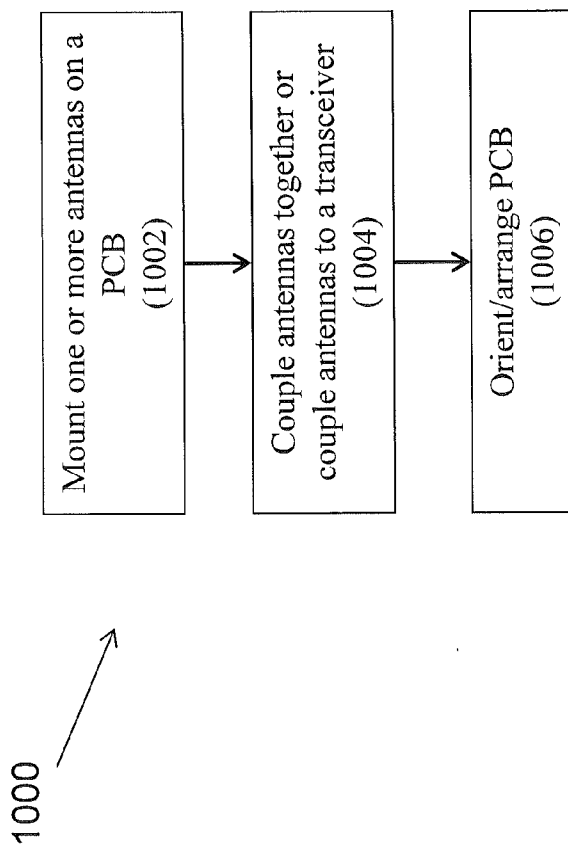 1000
Mount one or more antennas on a
PCB
(1002)
Couple antennas together or
couple antennas to a transceiver
(1004)
Orient/arrange PCB
(1006)